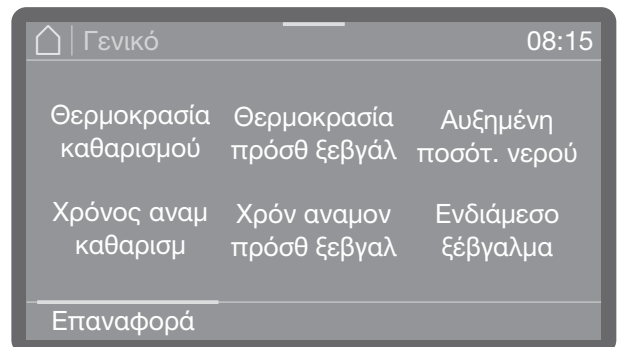 Γενικό 08:15
Θερμοκρασία Θερμοκρασία Αυξημένη
καθαρισμού πρόσθ ξεβγάλ ποσότ. νερού
Χρόνος αναμ Χρόν αναμον Ενδιάμεσο
καθαρισμ πρόσθ ξεβγαλ ξέβγαλμα
Επαναφορά